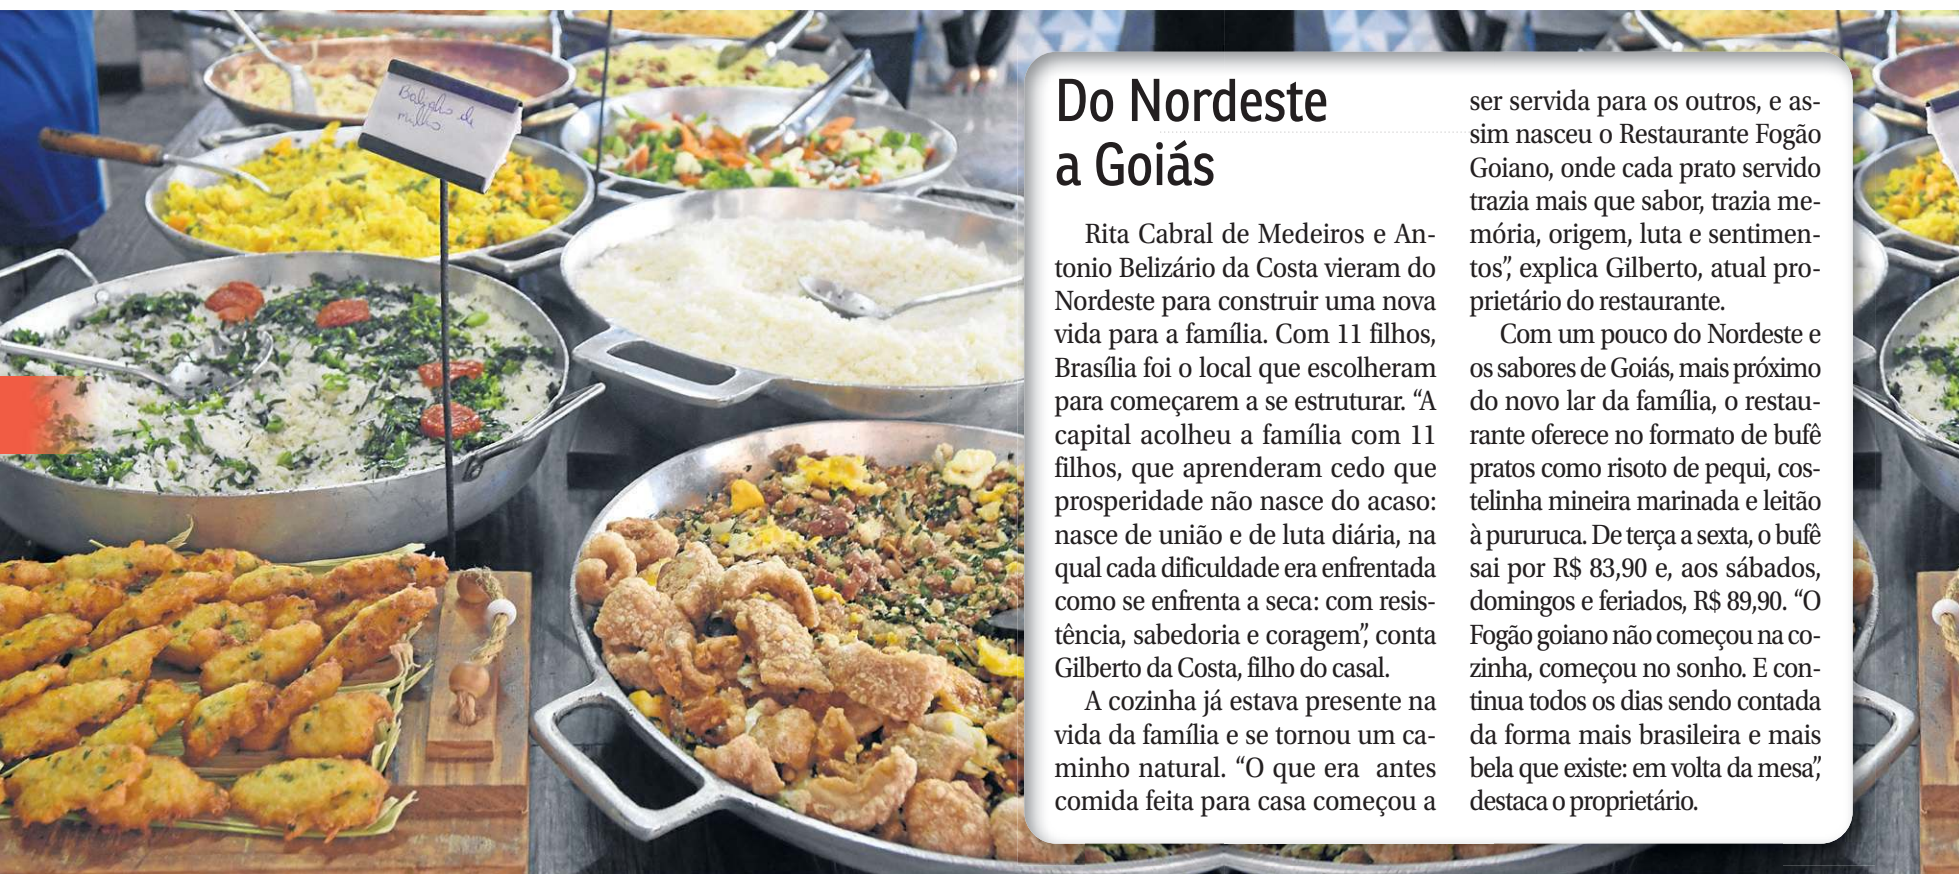 Bolinho de
milho
Do Nordeste
a Goiás
Rita Cabral de Medeiros e An-
tonio Belizário da Costa vieram do
Nordeste para construir uma nova
vida para a família. Com 11 filhos,
Brasília foi o local que escolheram
para começarem a se estruturar. “A
capital acolheu a família com 11
filhos, que aprenderam cedo que
prosperidade não nasce do acaso:
nasce de união e de luta diária, na
qual cada dificuldade era enfrentada
como se enfrenta a seca: com resis-
tência, sabedoria e coragem”, conta
Gilberto da Costa, filho do casal.
A cozinha já estava presente na
vida da família e se tornou um ca-
minho natural. “O que era antes
comida feita para casa começou a
ser servida para os outros, e as-
sim nasceu o Restaurante Fogão
Goiano, onde cada prato servido
trazia mais que sabor, trazia me-
mória, origem, luta e sentimen-
tos”, explica Gilberto, atual pro-
prietário do restaurante.
Com um pouco do Nordeste e
os sabores de Goiás, mais próximo
do novo lar da família, o restau-
rante oferece no formato de bufê
pratos como risoto de pequi, cos-
telinha mineira marinada e leitão
à pururuca. De terça a sexta, o bufê
sai por R$ 83,90 e, aos sábados,
domingos e feriados, R$ 89,90. “O
Fogão goiano não começou na co-
zinha, começou no sonho. E con-
tinua todos os dias sendo contada
da forma mais brasileira e mais
bela que existe: em volta da mesa”,
destaca o proprietário.